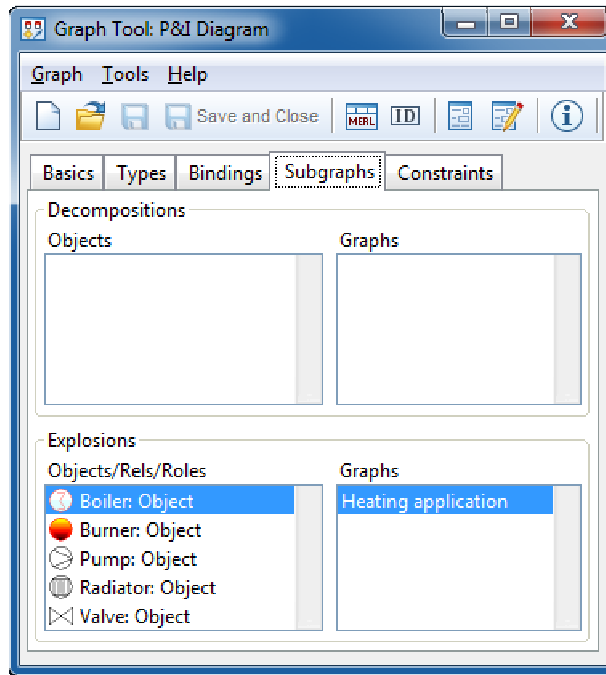 Graph Tool: P&I Diagram
Graph Tools Help
Save and Close MERL ID
Basics Types Bindings Subgraphs Constraints
Decompositions
Objects Graphs
Explosions
Objects/Rels/Roles Graphs
Boiler: Object Heating application
Burner: Object
Pump: Object
Radiator: Object
Valve: Object